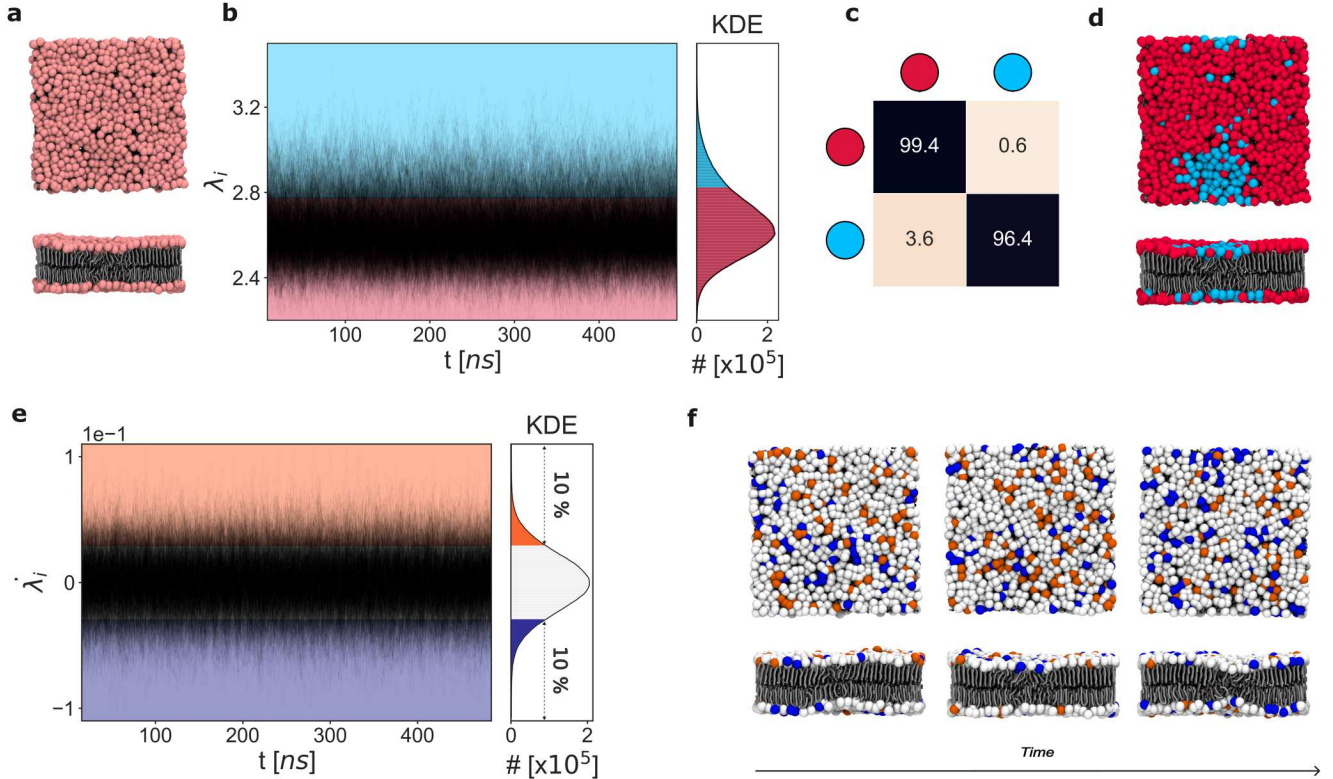 a
b
KDE
3.2
2.8
2.4
λi
100
200
300
400
t [ns]
0
1
2
# [x10⁵]
c
99.4
0.6
3.6
96.4
d
e
1e−1
KDE
1
0
−1
λ̇i
100
200
300
400
t [ns]
10 %
10 %
0
1
2
# [x10⁵]
f
Time